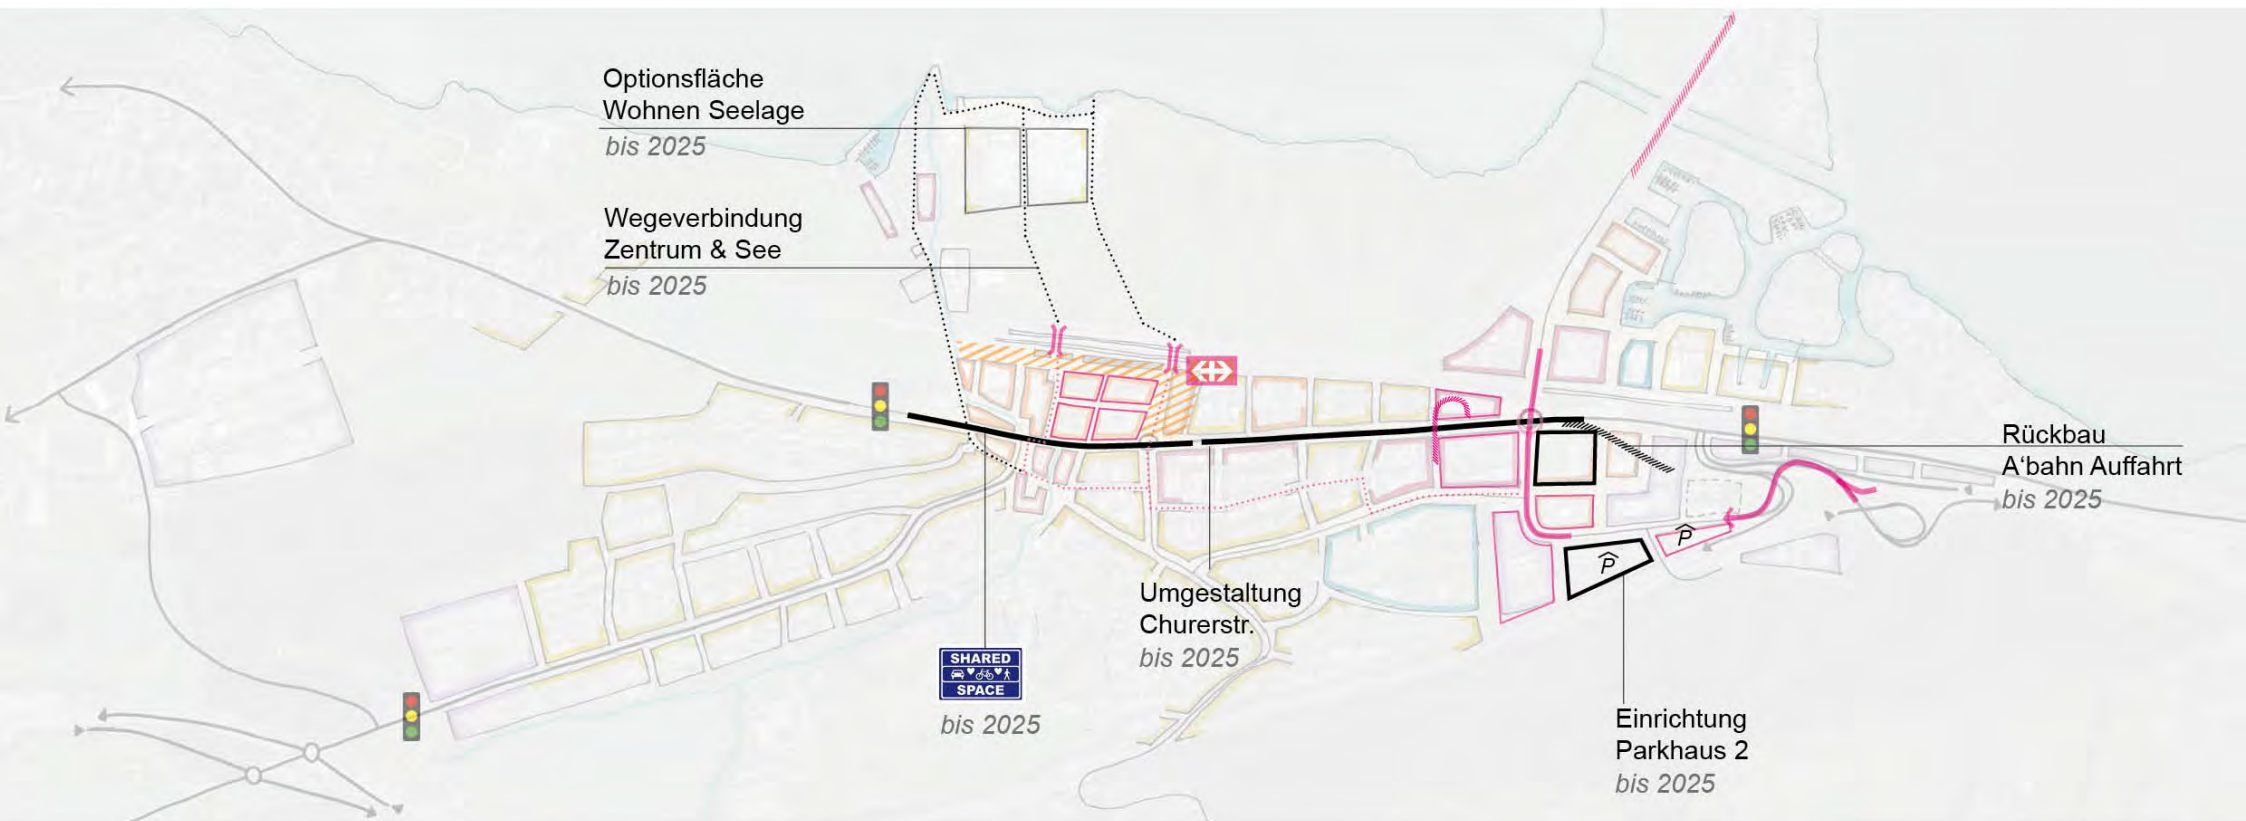 Optionsfläche
Wohnen Seelage
bis 2025
Wegeverbindung
Zentrum & See
bis 2025
Rückbau
A‘bahn Auffahrt
bis 2025
P
P
Umgestaltung
Churerstr.
bis 2025
SHARED
SPACE
bis 2025
Einrichtung
Parkhaus 2
bis 2025